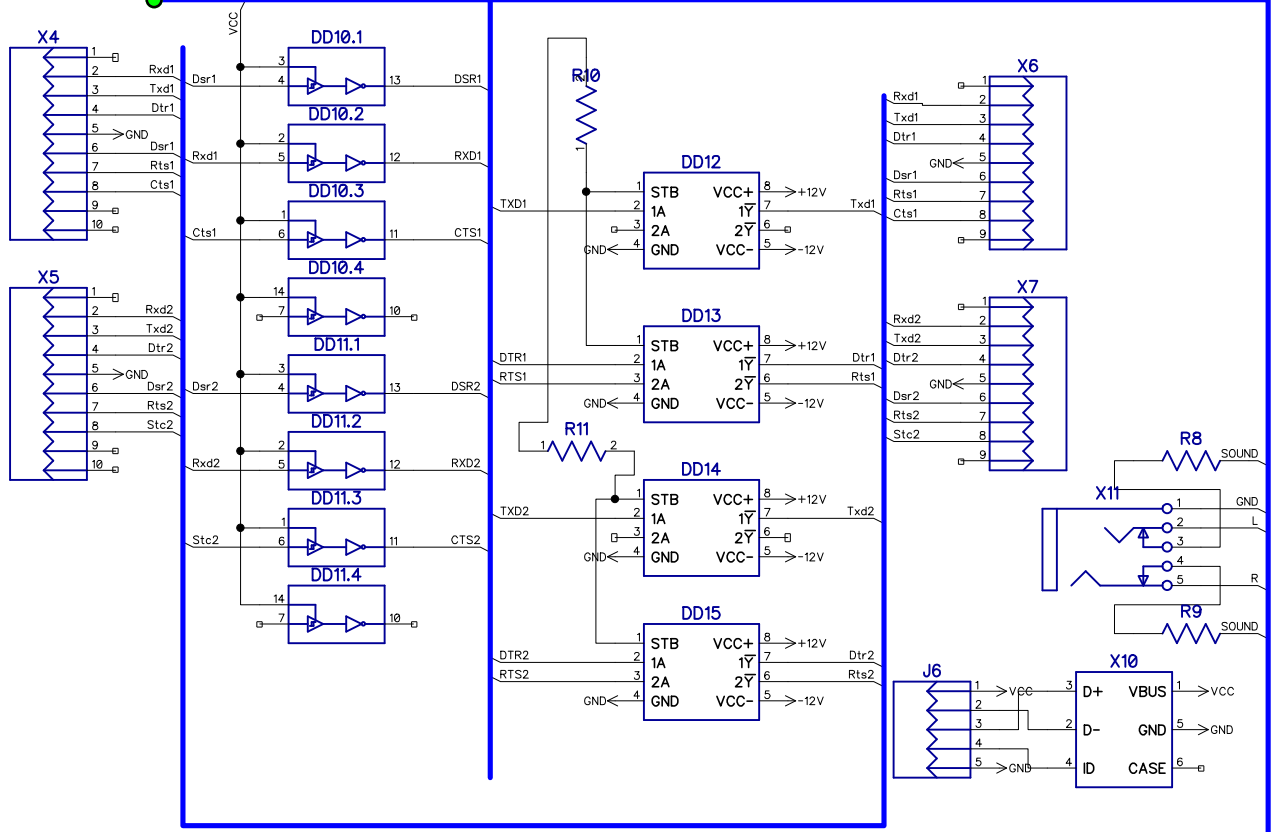 VCC
X4
1
2 Rxd1
3 Txd1
4 Dtr1
5 GND
6 Dsr1
7 Rts1
8 Cts1
9
10
X5
1
2 Rxd2
3 Txd2
4 Dtr2
5 GND
6 Dsr2
7 Rts2
8 Stc2
9
10
DD10.1
3
Dsr1 4 13 DSR1
DD10.2
2
Rxd1 5 12 RXD1
DD10.3
1
Cts1 6 11 CTS1
DD10.4
14
7 10
DD11.1
3
Dsr2 4 13 DSR2
DD11.2
2
Rxd2 5 12 RXD2
DD11.3
1
Stc2 6 11 CTS2
DD11.4
14
7 10
R10
1
R11
1 2
DD12
1 STB VCC+ 8 +12V
TXD1 2 1A 1Y 7 Txd1
3 2A 2Y 6
GND 4 GND VCC- 5 -12V
DD13
1 STB VCC+ 8 +12V
DTR1 2 1A 1Y 7 Dtr1
RTS1 3 2A 2Y 6 Rts1
GND 4 GND VCC- 5 -12V
DD14
1 STB VCC+ 8 +12V
TXD2 2 1A 1Y 7 Txd2
3 2A 2Y 6
GND 4 GND VCC- 5 -12V
DD15
1 STB VCC+ 8 +12V
DTR2 2 1A 1Y 7 Dtr2
RTS2 3 2A 2Y 6 Rts2
GND 4 GND VCC- 5 -12V
X6
1
Rxd1 2
Txd1 3
Dtr1 4
GND 5
Dsr1 6
Rts1 7
Cts1 8
9
X7
1
Rxd2 2
Txd2 3
Dtr2 4
GND 5
Dsr2 6
Rts2 7
Stc2 8
9
R8 SOUND
X11
1 GND
2 L
3
4
5 R
R9 SOUND
J6
1 VCC
2
3
4
5 GND
X10
3 D+ VBUS 1 VCC
2 D- GND 5 GND
4 ID CASE 6